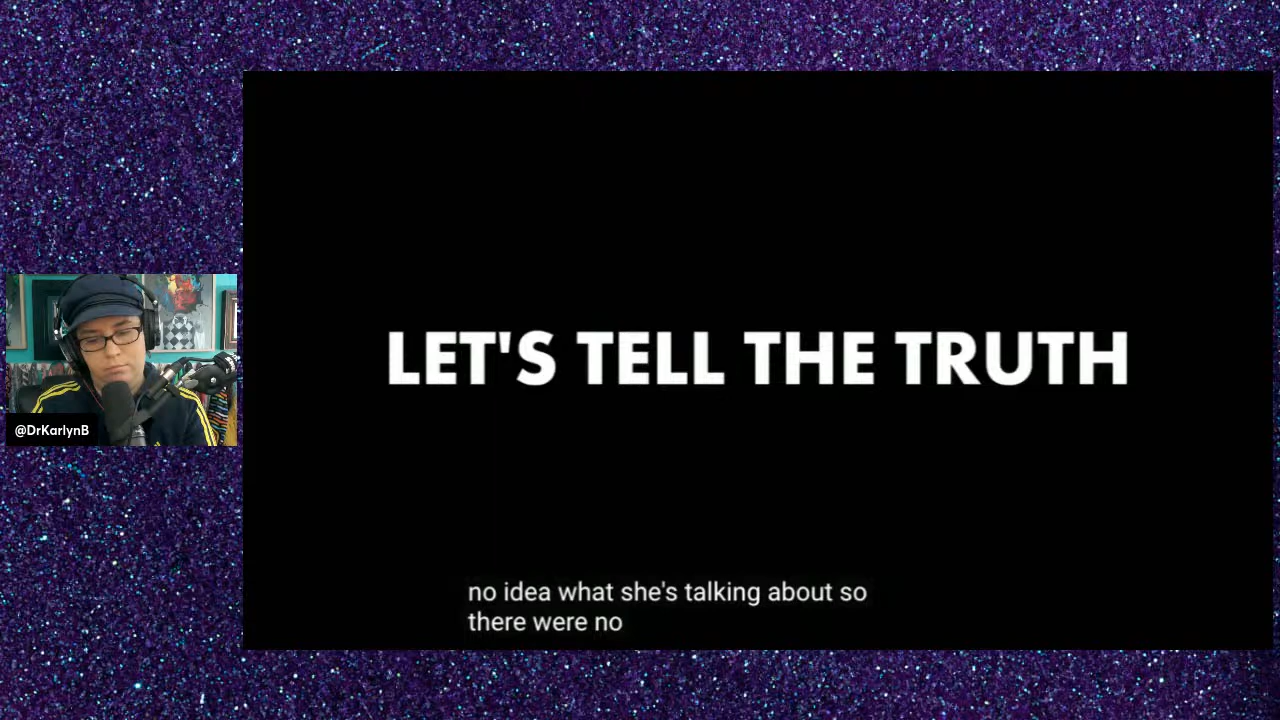 LET'S TELL THE TRUTH
@DrKarlynB
no idea what she's talking about so
there were no